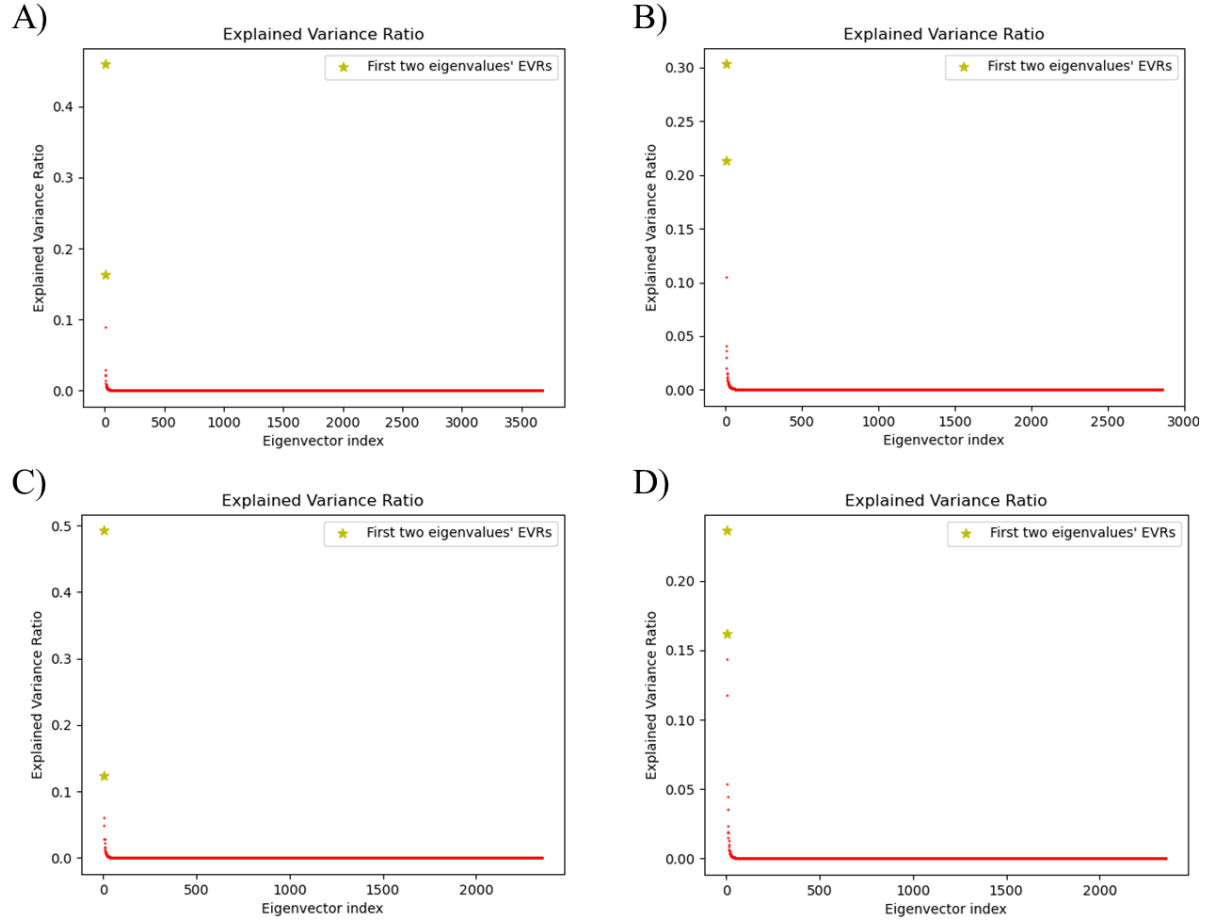 A)
Explained Variance Ratio
First two eigenvalues' EVRs
Explained Variance Ratio
0.4
0.3
0.2
0.1
0.0
0 500 1000 1500 2000 2500 3000 3500
Eigenvector index
B)
Explained Variance Ratio
First two eigenvalues' EVRs
Explained Variance Ratio
0.30
0.25
0.20
0.15
0.10
0.05
0.00
0 500 1000 1500 2000 2500 3000
Eigenvector index
C)
Explained Variance Ratio
First two eigenvalues' EVRs
Explained Variance Ratio
0.5
0.4
0.3
0.2
0.1
0.0
0 500 1000 1500 2000
Eigenvector index
D)
Explained Variance Ratio
First two eigenvalues' EVRs
Explained Variance Ratio
0.20
0.15
0.10
0.05
0.00
0 500 1000 1500 2000
Eigenvector index